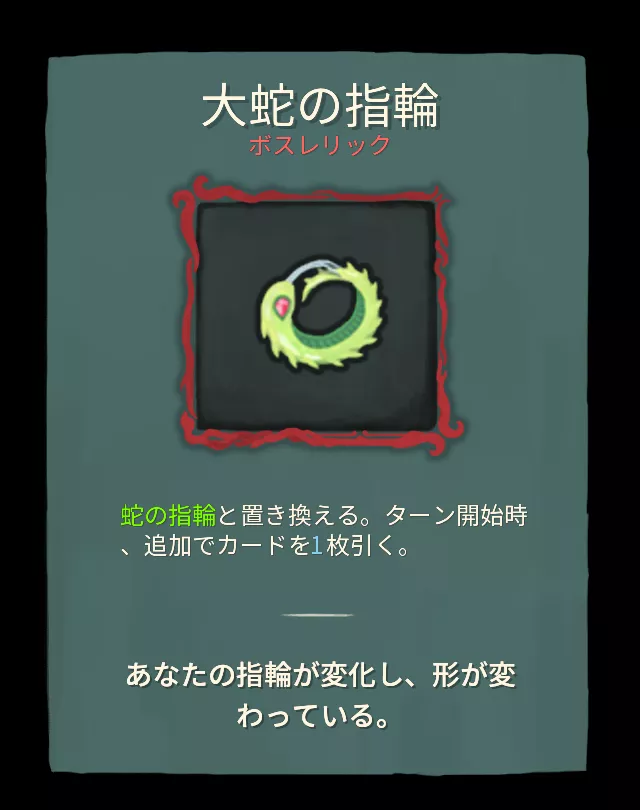 大蛇の指輪
ボスレリック
蛇の指輪と置き換える。ターン開始時
、追加でカードを1枚引く。
あなたの指輪が変化し、形が変
わっている。